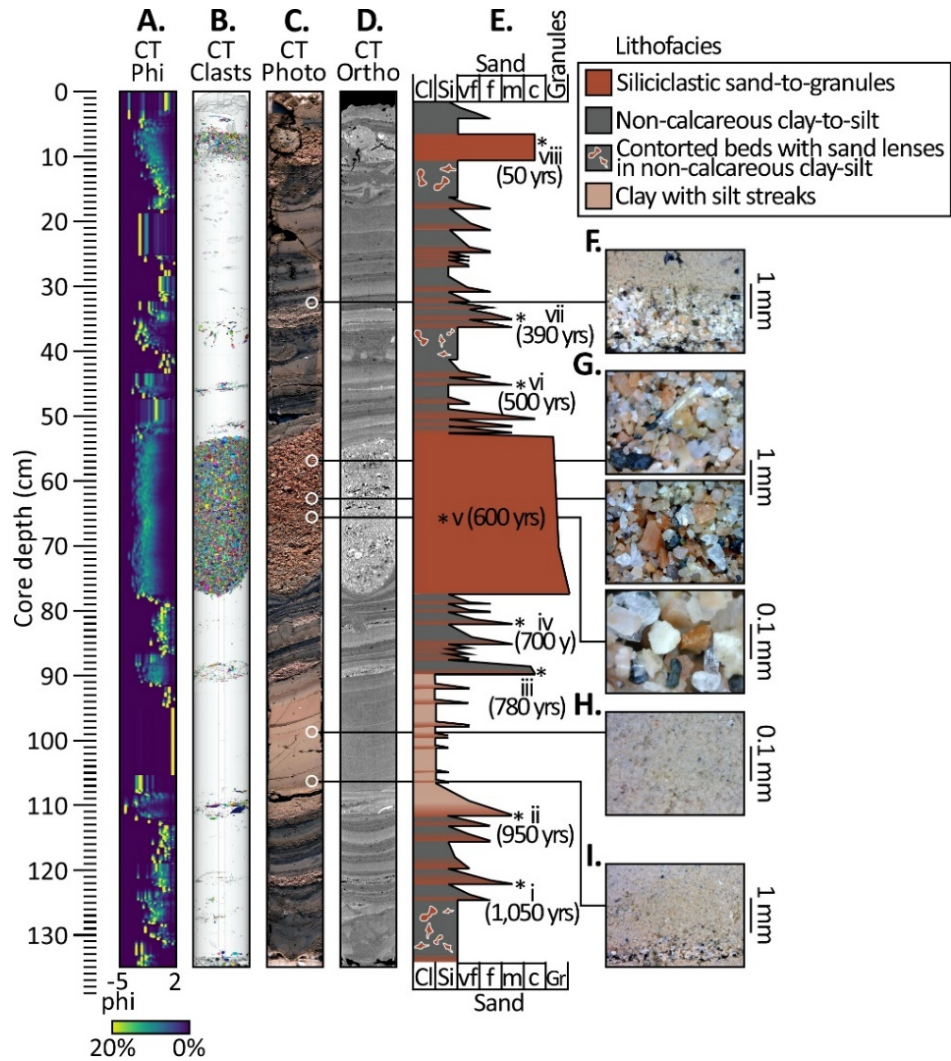 A.
CT
Phi
B.
CT
Clasts
C.
CT
Photo
D.
CT
Ortho
E.
Sand
Granules
Cl Si vf f m c
Lithofacies
Siliciclastic sand-to-granules
Non-calcareous clay-to-silt
Contorted beds with sand lenses
in non-calcareous clay-silt
Clay with silt streaks
Core depth (cm)
0
10
20
30
40
50
60
70
80
90
100
110
120
130
-5 2
phi
20% 0%
* viii
(50 yrs)
* vii
(390 yrs)
* vi
(500 yrs)
* v (600 yrs)
* iv
(700 y)
*
iii
(780 yrs)
* ii
(950 yrs)
* i
(1,050 yrs)
Cl Si vf f m c Gr
Sand
F.
1 mm
G.
1 mm
0.1 mm
H.
0.1 mm
I.
1 mm